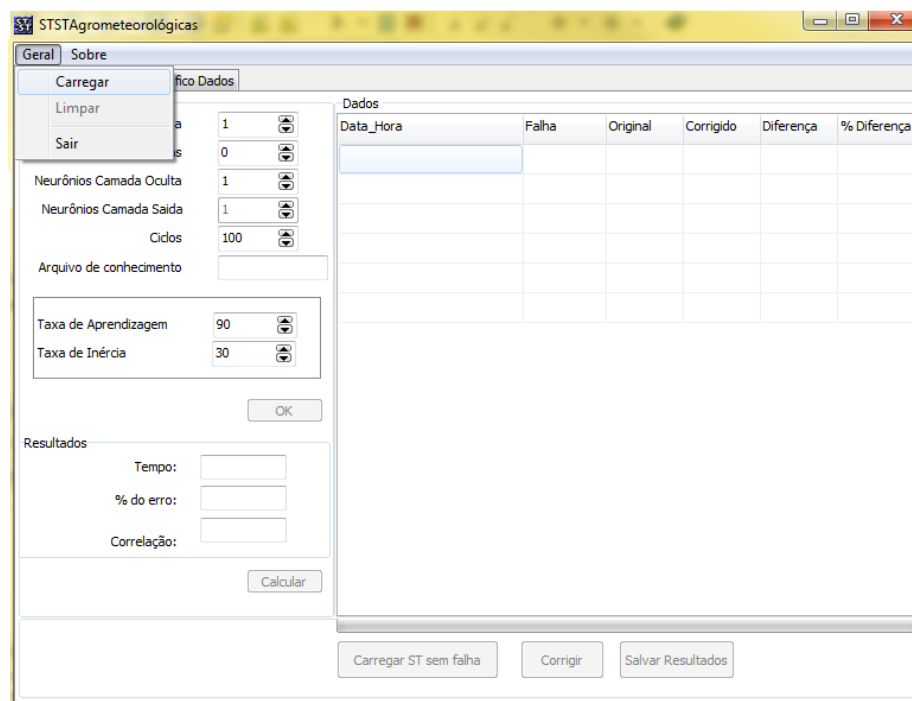 STSTAgrometeorológicas
Geral Sobre
Carregar
Limpar
Sair
fico Dados
a 1
s 0
Neurônios Camada Oculta 1
Neurônios Camada Saida 1
Ciclos 100
Arquivo de conhecimento
Taxa de Aprendizagem 90
Taxa de Inércia 30
OK
Resultados
Tempo:
% do erro:
Correlação:
Calcular
Dados
Data_Hora Falha Original Corrigido Diferença % Diferença
Carregar ST sem falha Corrigir Salvar Resultados